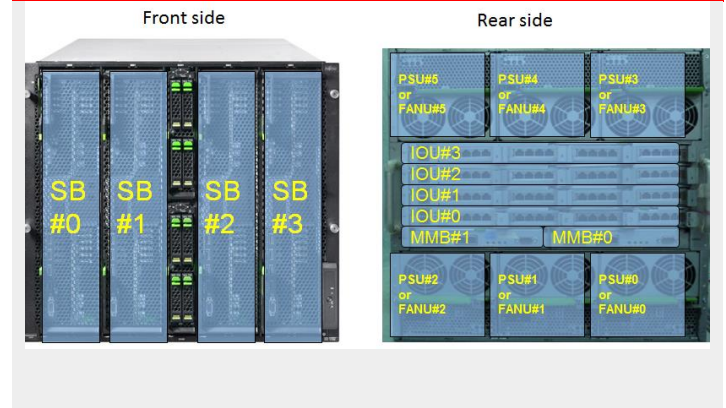 Front side
Rear side
SB
#0
SB
#1
SB
#2
SB
#3
PSU#5
or
FANU#5
PSU#4
or
FANU#4
PSU#3
or
FANU#3
IOU#3
IOU#2
IOU#1
IOU#0
MMB#1
MMB#0
PSU#2
or
FANU#2
PSU#1
or
FANU#1
PSU#0
or
FANU#0